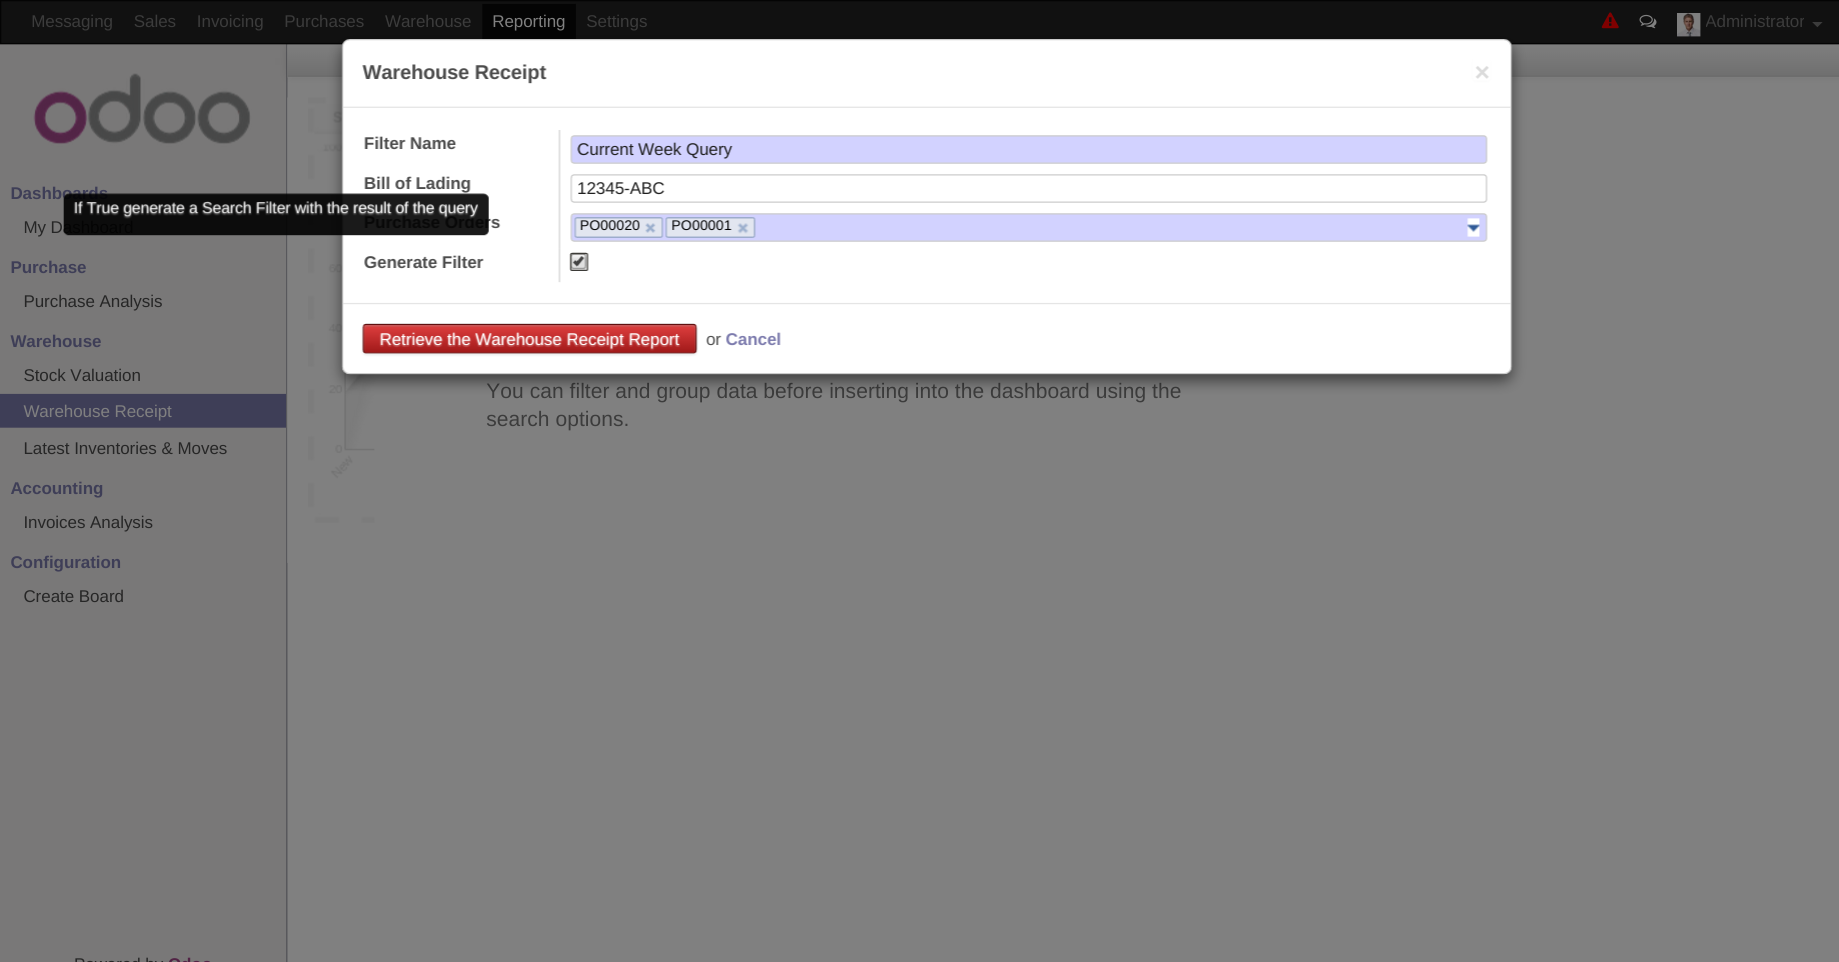 Messaging Sales Invoicing Purchases Warehouse Reporting Settings Administrator
odoo
Dashboards
My Dashboard
Purchase
Purchase Analysis
Warehouse
Stock Valuation
Warehouse Receipt
Latest Inventories & Moves
Accounting
Invoices Analysis
Configuration
Create Board
Powered by Odoo
Warehouse Receipt
×
Filter Name Current Week Query
Bill of Lading 12345-ABC
If True generate a Search Filter with the result of the query
Purchase Orders PO00020 PO00001
Generate Filter
Retrieve the Warehouse Receipt Report or Cancel
You can filter and group data before inserting into the dashboard using the
search options.
60
40
20
0